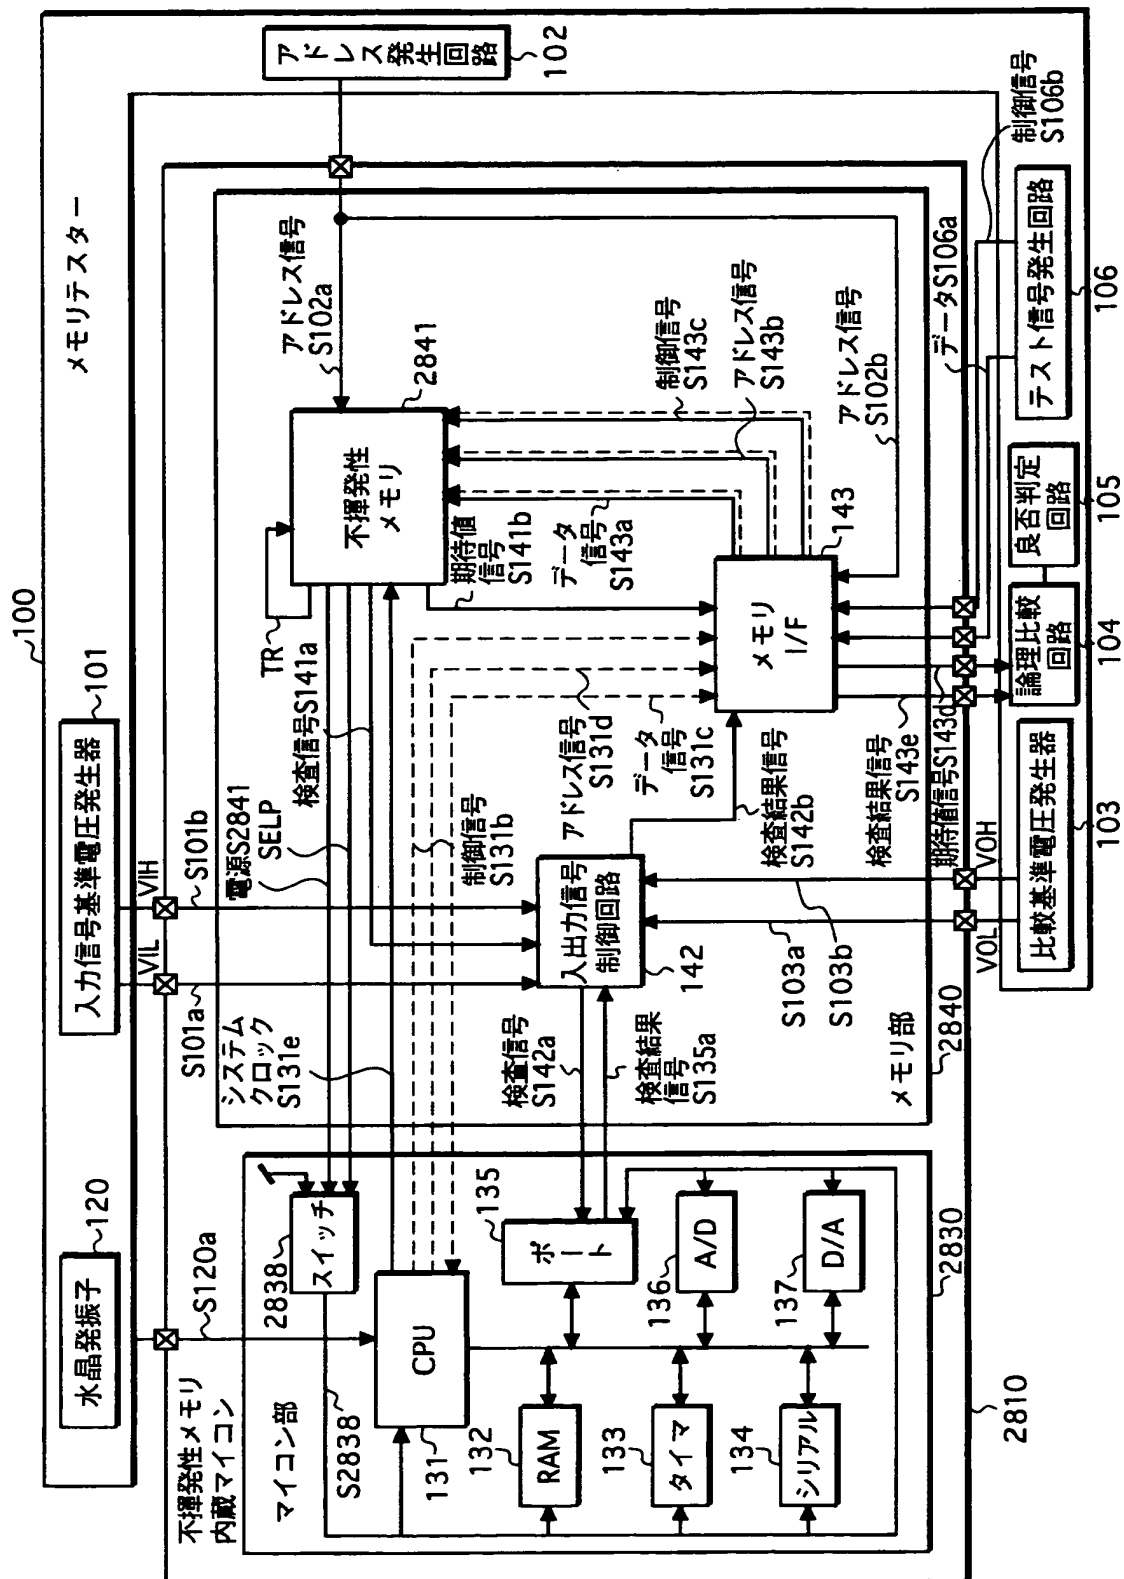 100
メモリテスター
水晶発振子
120
入力信号基準電圧発生器
101
アドレス発生回路
102
S120a
VIL
VIH
S101a
S101b
不揮発性メモリ
内蔵マイコン
マイコン部
S2838
2838
スイッチ
CPU
131
RAM
132
タイマ
133
シリアル
134
ポート
135
A/D
136
D/A
137
2830
2810
システム
クロック
S131e
電源S2841
SELP
検査信号S141a
TR
不揮発性
メモリ
2841
アドレス信号
S102a
制御信号
S131b
アドレス信号
S131d
データ
信号
S131c
期待値
信号
S141b
データ
信号
S143a
制御信号
S143c
アドレス信号
S143b
アドレス信号
S102b
検査信号
S142a
検査結果
信号
S135a
入出力信号
制御回路
142
検査結果信号
S142b
メモリ
I/F
143
S103a
S103b
検査結果信号
S143e
期待値信号S143d
データS106a
制御信号
S106b
メモリ部
2840
VOL
VOH
比較基準電圧発生器
103
論理比較
回路
104
良否判定
回路
105
テスト信号発生回路
106